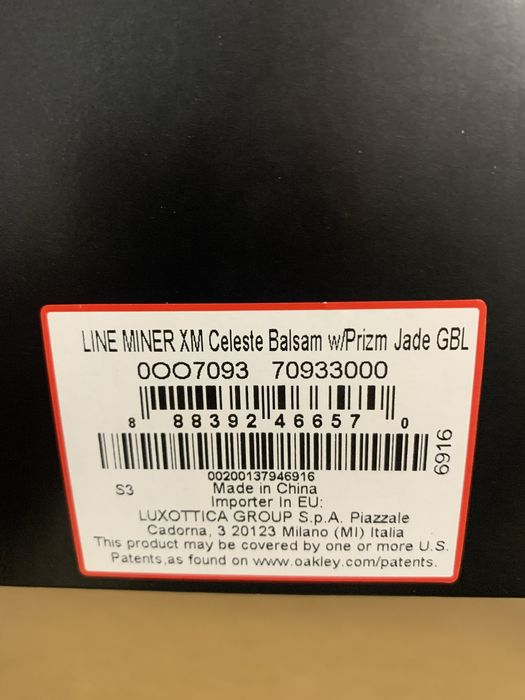 LINE MINER XM Celeste Balsam w/Prizm Jade GBL
0OO7093 70933000
8 88392 46657 0
6916
00200137946916
S3
Made in China
Importer In EU:
LUXOTTICA GROUP S.p.A. Piazzale
Cadorna, 3 20123 Milano (MI) Italia
This product may be covered by one or more U.S.
Patents,as found on www.oakley.com/patents.